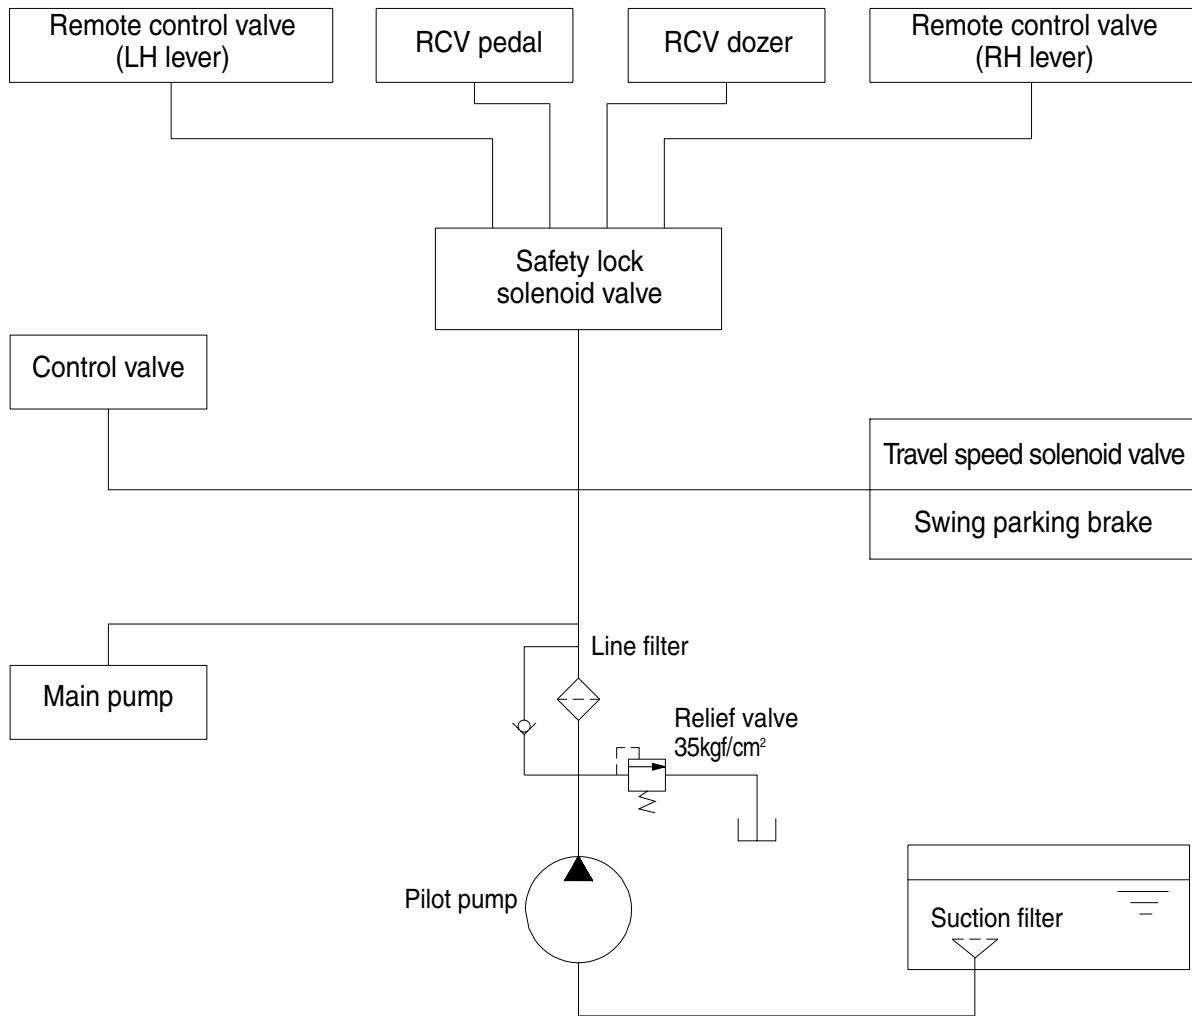 Remote control valve
(LH lever)
RCV pedal
RCV dozer
Remote control valve
(RH lever)
Safety lock
solenoid valve
Control valve
Travel speed solenoid valve
Swing parking brake
Line filter
Main pump
Relief valve
35kgf/cm²
Pilot pump
Suction filter